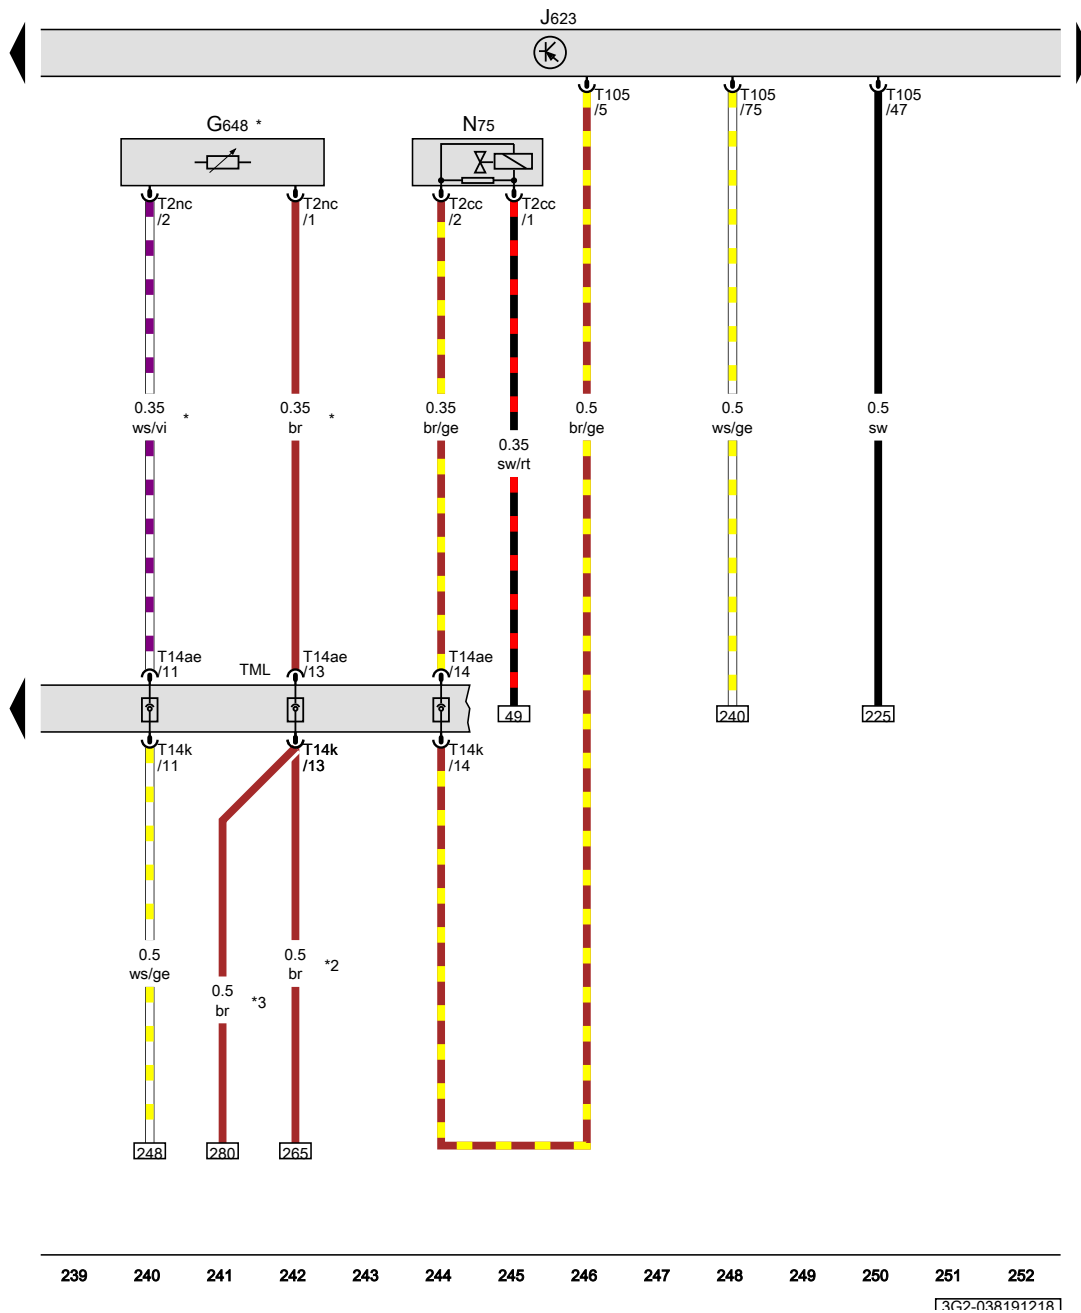 J623
T105
/5
T105
/75
T105
/47
G648 *
N75
T2nc
/2
T2nc
/1
T2cc
/2
T2cc
/1
0.35
ws/vi
*
0.35
br
*
0.35
br/ge
0.35
sw/rt
0.5
br/ge
0.5
ws/ge
0.5
sw
T14ae
/11
TML
T14ae
/13
T14ae
/14
49
240
225
T14k
/11
T14k
/13
T14k
/14
0.5
ws/ge
0.5
br
*3
0.5
br
*2
248
280
265
239 240 241 242 243 244 245 246 247 248 249 250 251 252
3G2-038191218